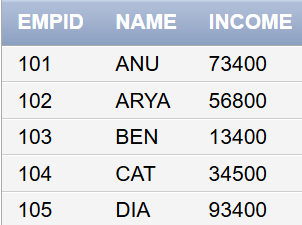 EMPID NAME INCOME
101 ANU 73400
102 ARYA 56800
103 BEN 13400
104 CAT 34500
105 DIA 93400